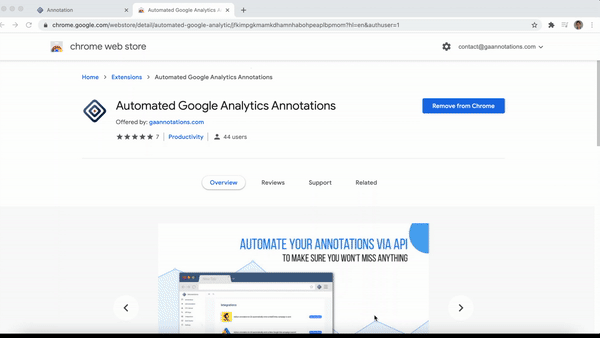 Annotation
Automated Google Analytics A
chrome.google.com/webstore/detail/automated-google-analytic/jfkimpgkmamkdhamnhabohpeaplbpmom?hl=en&authuser=1
chrome web store
contact@gaannotations.com
Home
Extensions
Automated Google Analytics Annotations
Automated Google Analytics Annotations
Remove from Chrome
Offered by: gaannotations.com
7
Productivity
44 users
Overview
Reviews
Support
Related
AUTOMATE YOUR ANNOTATIONS VIA API
TO MAKE SURE YOU WON'T MISS ANYTHING
Integrations